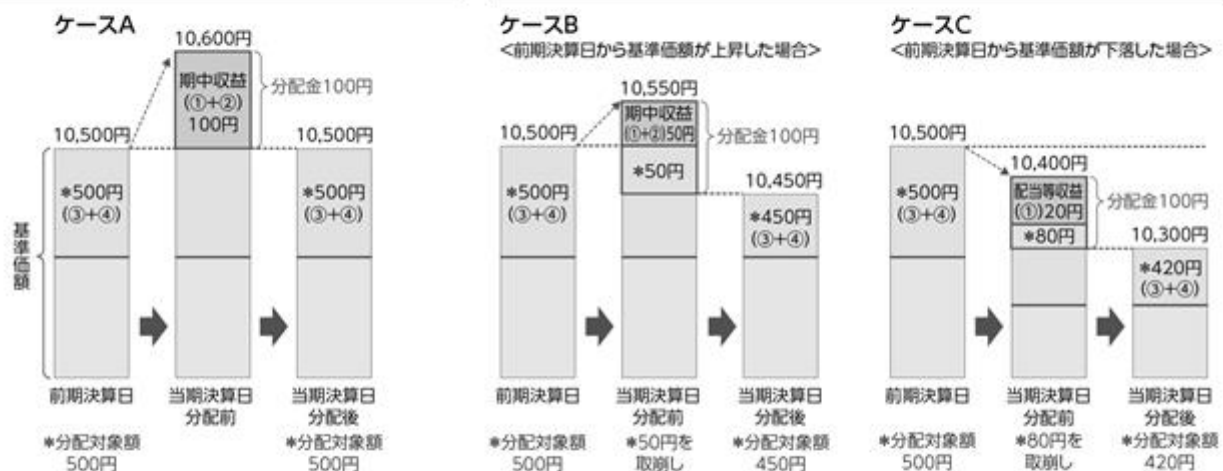 ケースA
10,600円
期中収益
(①+②)
100円
分配金100円
10,500円
10,500円
*500円
(③+④)
*500円
(③+④)
基準価額
前期決算日
当期決算日
分配前
当期決算日
分配後
*分配対象額
500円
*分配対象額
500円
ケースB
<前期決算日から基準価額が上昇した場合>
10,550円
期中収益
(①+②)50円
分配金100円
10,500円
*500円
(③+④)
*50円
10,450円
*450円
(③+④)
前期決算日
当期決算日
分配前
当期決算日
分配後
*分配対象額
500円
*50円を
取崩し
*分配対象額
450円
ケースC
<前期決算日から基準価額が下落した場合>
10,500円
10,400円
*500円
(③+④)
配当等収益
(①)20円
*80円
分配金100円
10,300円
*420円
(③+④)
前期決算日
当期決算日
分配前
当期決算日
分配後
*分配対象額
500円
*80円を
取崩し
*分配対象額
420円